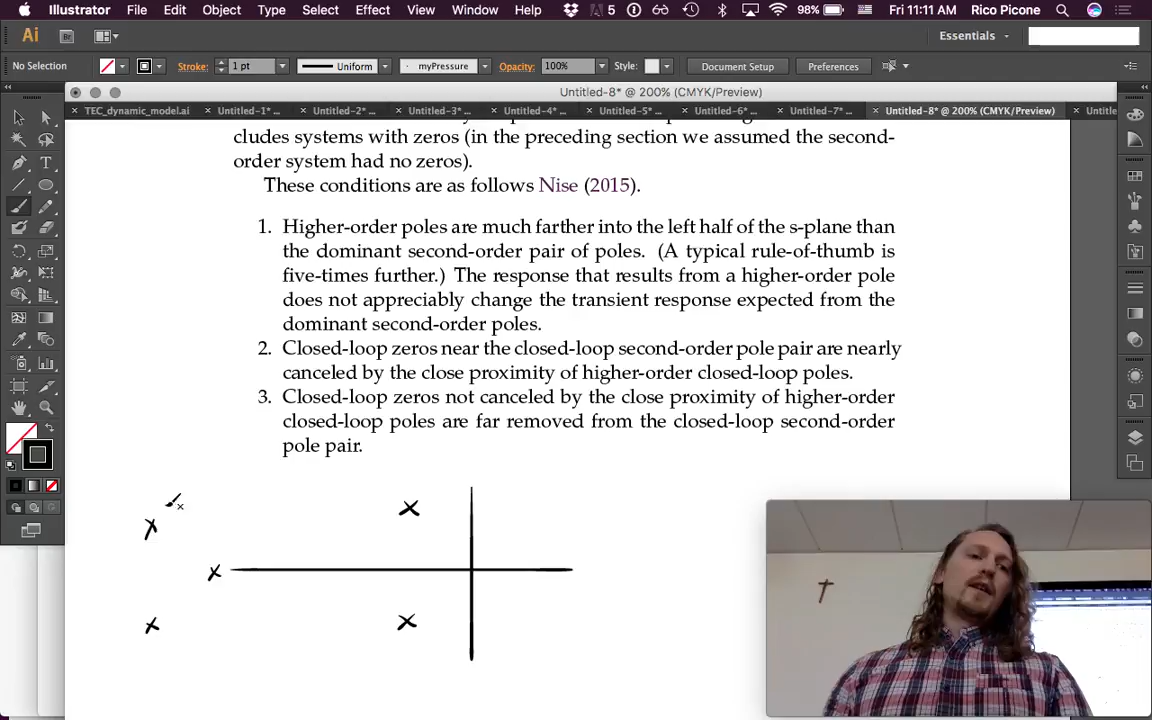 Illustrator File Edit Object Type Select Effect View Window Help 5 98% Fri 11:11 AM Rico Picone
Ai Br Essentials
No Selection Stroke: 1 pt Uniform myPressure Opacity: 100% Style: Document Setup Preferences
Untitled-8* @ 200% (CMYK/Preview)
TEC_dynamic_model.ai Untitled-1* Untitled-2* Untitled-3* Untitled-4* Untitled-5* Untitled-6* Untitled-7* Untitled-8* @ 200% (CMYK/Preview) Untitled
cludes systems with zeros (in the preceding section we assumed the second-
order system had no zeros).
These conditions are as follows Nise (2015).
1. Higher-order poles are much farther into the left half of the s-plane than
the dominant second-order pair of poles. (A typical rule-of-thumb is
five-times further.) The response that results from a higher-order pole
does not appreciably change the transient response expected from the
dominant second-order poles.
2. Closed-loop zeros near the closed-loop second-order pole pair are nearly
canceled by the close proximity of higher-order closed-loop poles.
3. Closed-loop zeros not canceled by the close proximity of higher-order
closed-loop poles are far removed from the closed-loop second-order
pole pair.